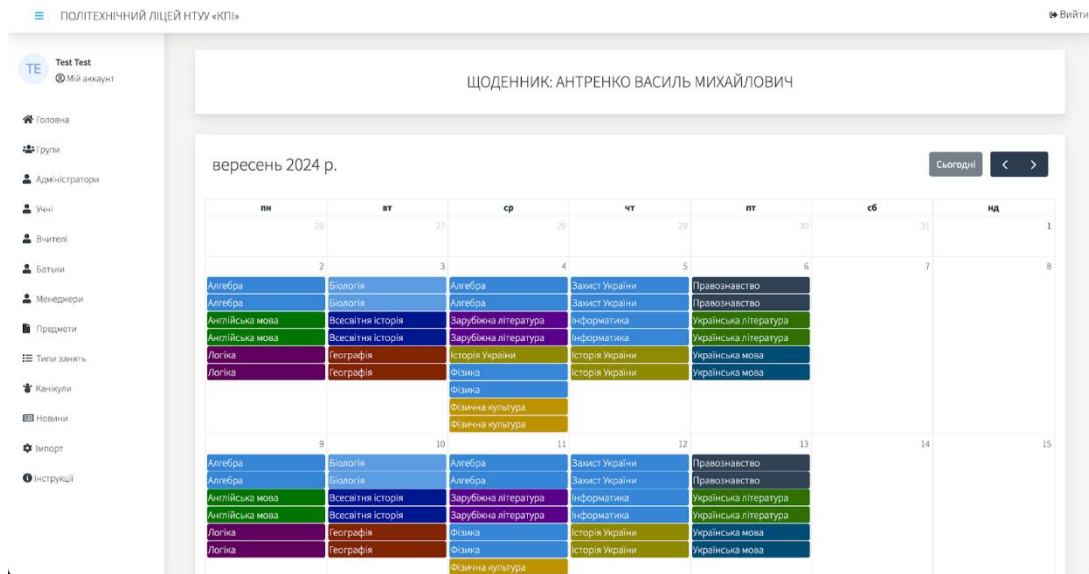 ПОЛІТЕХНІЧНИЙ ЛІЦЕЙ НТУУ «КПІ»
Вийти
TE
Test Test
Мій аккаунт
Головна
Групи
Адміністратори
Учні
Вчителі
Батьки
Менеджери
Предмети
Типи занять
Канікули
Новини
Імпорт
Інструкції
ЩОДЕННИК: АНТРЕНКО ВАСИЛЬ МИХАЙЛОВИЧ
вересень 2024 р.
Сьогодні
пн вт ср чт пт сб нд
26 27 28 29 30 31 1
2 3 4 5 6 7 8
Алгебра Біологія Алгебра Захист України Правознавство
Алгебра Біологія Алгебра Захист України Правознавство
Англійська мова Всесвітня історія Зарубіжна література Інформатика Українська література
Англійська мова Всесвітня історія Зарубіжна література Інформатика Українська література
Логіка Географія Історія України Історія України Українська мова
Логіка Географія Фізика Історія України Українська мова
Фізика
Фізична культура
Фізична культура
9 10 11 12 13 14 15
Алгебра Біологія Алгебра Захист України Правознавство
Алгебра Біологія Алгебра Захист України Правознавство
Англійська мова Всесвітня історія Зарубіжна література Інформатика Українська література
Англійська мова Всесвітня історія Зарубіжна література Інформатика Українська література
Логіка Географія Фізика Історія України Українська мова
Логіка Географія Фізика Історія України Українська мова
Фізична культура